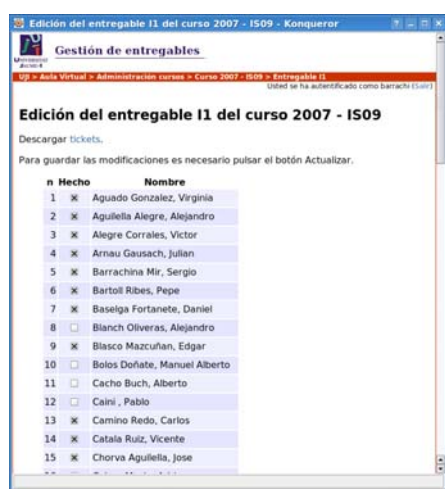 Edición del entregable I1 del curso 2007 - IS09 - Konqueror
UNIVERSITAT
JAUME·I
Gestión de entregables
UJI > Aula Virtual > Administración cursos > Curso 2007 - IS09 > Entregable I1
Usted se ha autentificado como barrachi (Salir)
Edición del entregable I1 del curso 2007 - IS09
Descargar tickets.
Para guardar las modificaciones es necesario pulsar el botón Actualizar.
n Hecho Nombre
1 Aguado Gonzalez, Virginia
2 Aguilella Alegre, Alejandro
3 Alegre Corrales, Victor
4 Arnau Gausach, Julian
5 Barrachina Mir, Sergio
6 Bartoll Ribes, Pepe
7 Baselga Fortanete, Daniel
8 Blanch Oliveras, Alejandro
9 Blasco Mazcuñan, Edgar
10 Bolos Doñate, Manuel Alberto
11 Cacho Buch, Alberto
12 Caini , Pablo
13 Camino Redo, Carlos
14 Catala Ruiz, Vicente
15 Chorva Aguilella, Jose